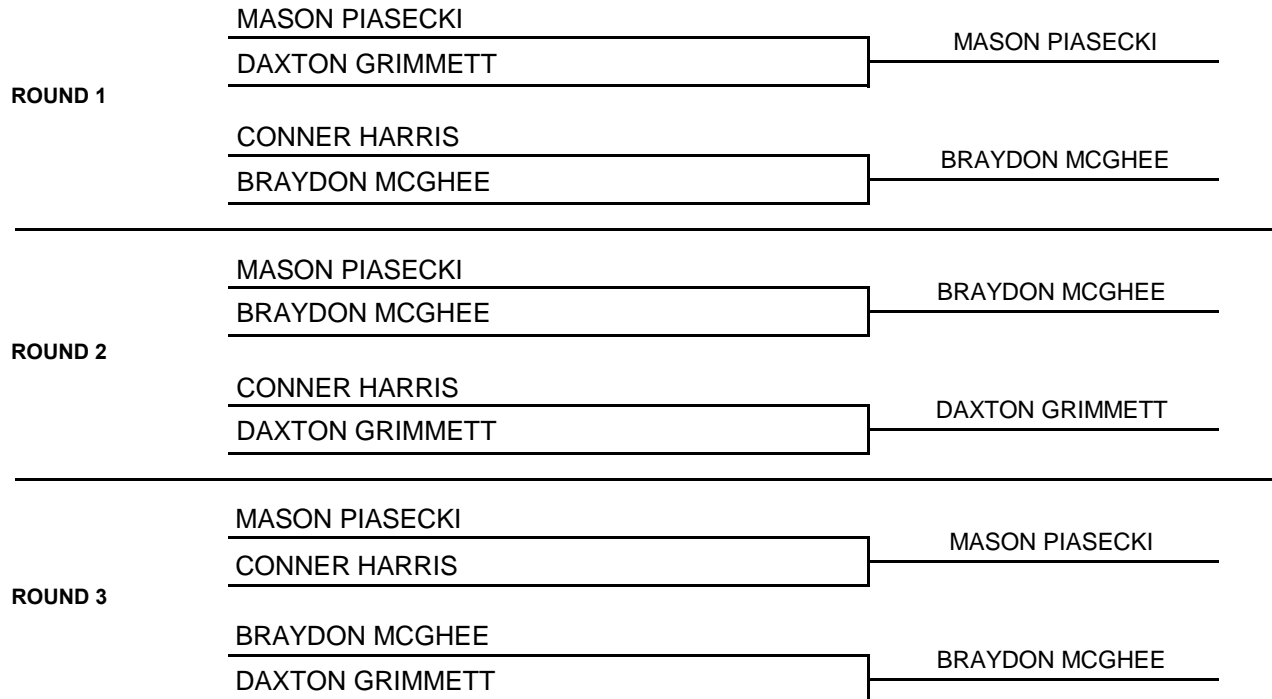 MASON PIASECKI
MASON PIASECKI
DAXTON GRIMMETT
ROUND 1
CONNER HARRIS
BRAYDON MCGHEE
BRAYDON MCGHEE
MASON PIASECKI
BRAYDON MCGHEE
BRAYDON MCGHEE
ROUND 2
CONNER HARRIS
DAXTON GRIMMETT
DAXTON GRIMMETT
MASON PIASECKI
MASON PIASECKI
CONNER HARRIS
ROUND 3
BRAYDON MCGHEE
BRAYDON MCGHEE
DAXTON GRIMMETT